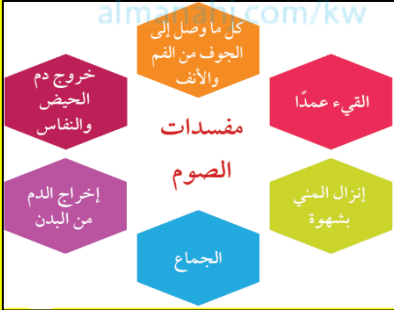 almanahj.com/kw
كل ما وصل إلى
الجوف من الفم
والأنف
القيء عمدًا
خروج دم
الحيض
والنفاس
مفسدات
الصوم
إنزال المني
بشهوة
إخراج الدم
من البدن
الجماع